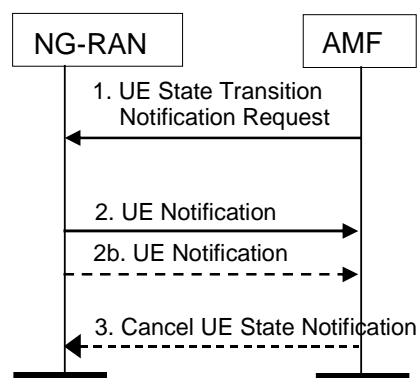 NG-RAN
AMF
1. UE State Transition
Notification Request
2. UE Notification
2b. UE Notification
3. Cancel UE State Notification